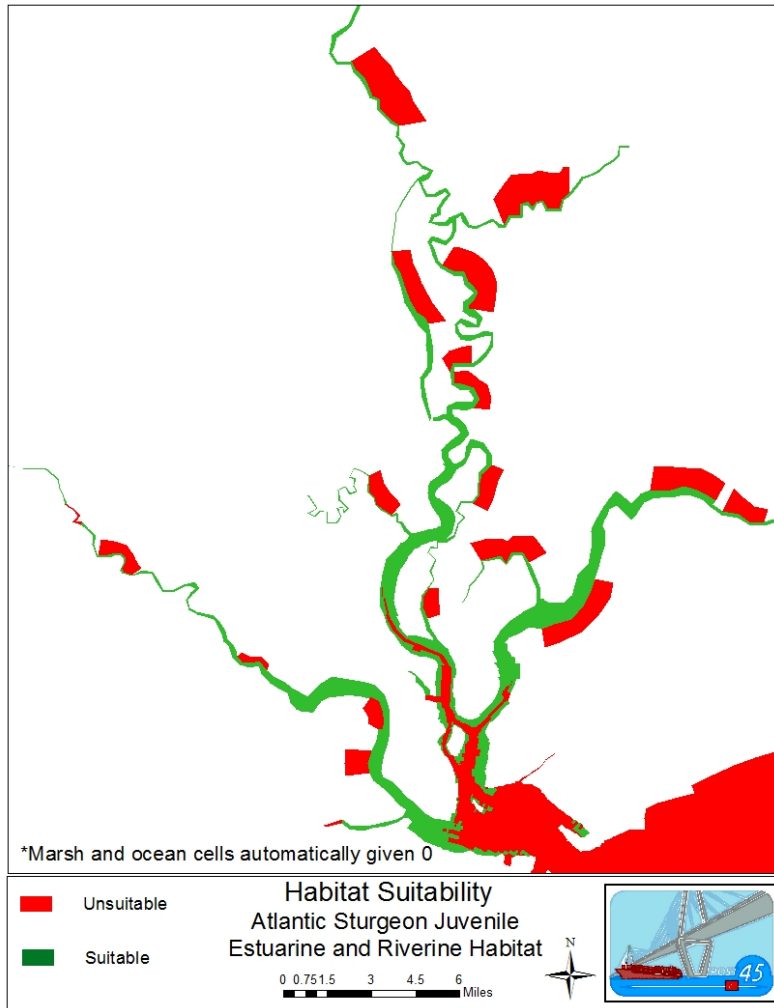 *Marsh and ocean cells automatically given 0
Unsuitable
Suitable
Habitat Suitability
Atlantic Sturgeon Juvenile
Estuarine and Riverine Habitat
0 0.75 1.5 3 4.5 6
Miles
N
45